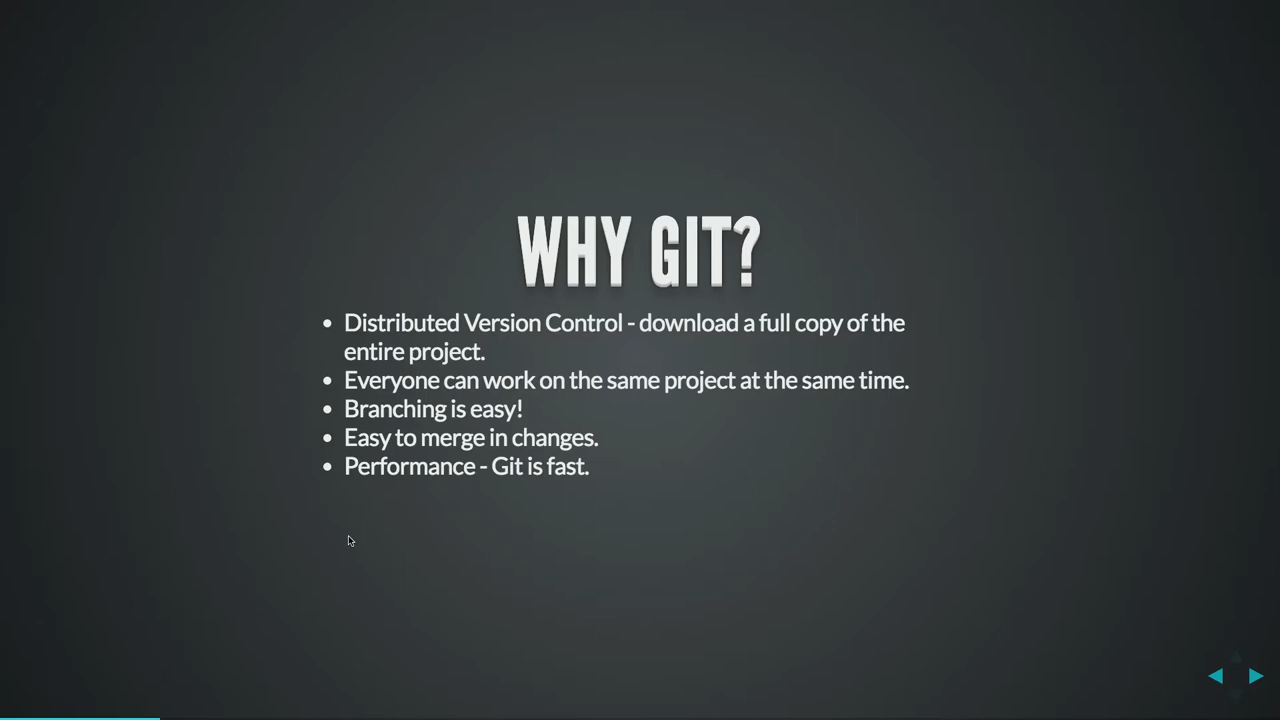 WHY GIT?
• Distributed Version Control - download a full copy of the
entire project.
• Everyone can work on the same project at the same time.
• Branching is easy!
• Easy to merge in changes.
• Performance - Git is fast.